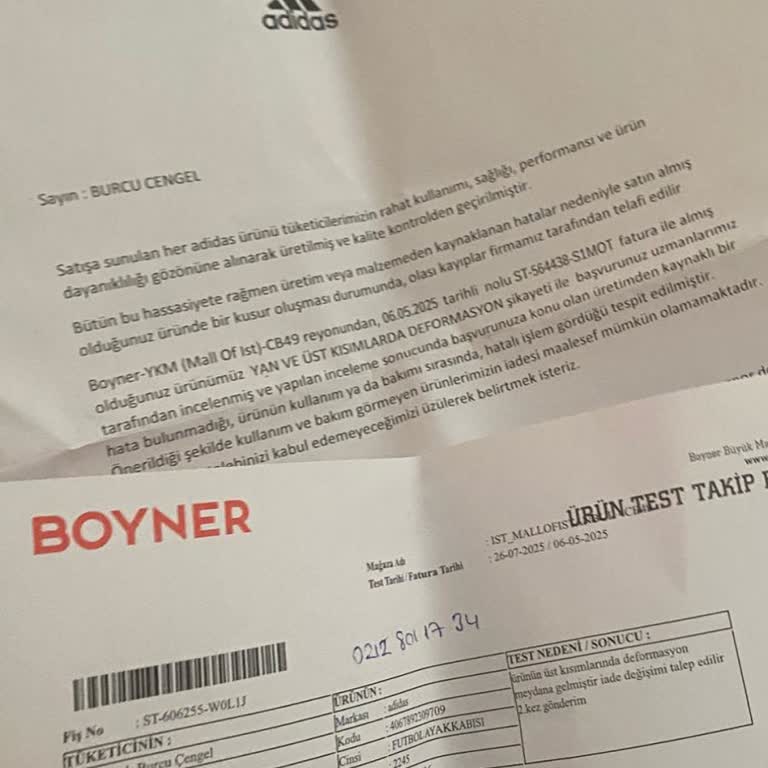 adidas
Sayın : BURCU CENGEL
Satışa sunulan her adidas ürünü tüketicilerimizin rahat kullanımı, sağlığı, performansı ve ürün
dayanıklılığı gözönüne alınarak üretilmiş ve kalite kontrolden geçirilmiştir.
Bütün bu hassasiyete rağmen üretim veya malzemeden kaynaklanan hatalar nedeniyle satın almış
olduğunuz üründe bir kusur oluşması durumunda, olası kayıplar firmamız tarafından telafi edilir
Boyner-YKM (Mall Of Ist)-CB49 reyonundan, 06.05.2025 tarihli nolu ST-564438-S1MOT fatura ile almış
olduğunuz ürünümüz YAN VE ÜST KISIMLARDA DEFORMASYON şikayeti ile başvurunuz uzmanlarımız
tarafından incelenmiş ve yapılan inceleme sonucunda başvurunuza konu olan üretimden kaynaklı bir
hata bulunmadığı, ürünün kullanım ya da bakımı sırasında, hatalı işlem gördüğü tespit edilmiştir.
Önerildiği şekilde kullanım ve bakım görmeyen ürünlerimizin iadesi maalesef mümkün olamamaktadır.
kabul edemeyeceğimizi üzülerek belirtmek isteriz.
BOYNER
Boyner Büyük
www
ÜRÜN TEST TAKİP
Mağaza Adı : IST_MALLOFIS
Test Tarihi/Fatura Tarihi : 26-07-2025 / 06-05-2025
0212 801 17 34
Fiş No : ST-606255-W0L1J
TÜKETİCİNİN :
Burcu Çengel
ÜRÜNÜN :
Markası : adidas
Kodu : 4067892309709
Cinsi : FUTBOLAYAKKABISI
: 2245
TEST NEDENİ / SONUCU :
ürünün üst kısımlarında deformasyon
meydana gelmiştir iade değişimi talep edilir
2.kez gönderim